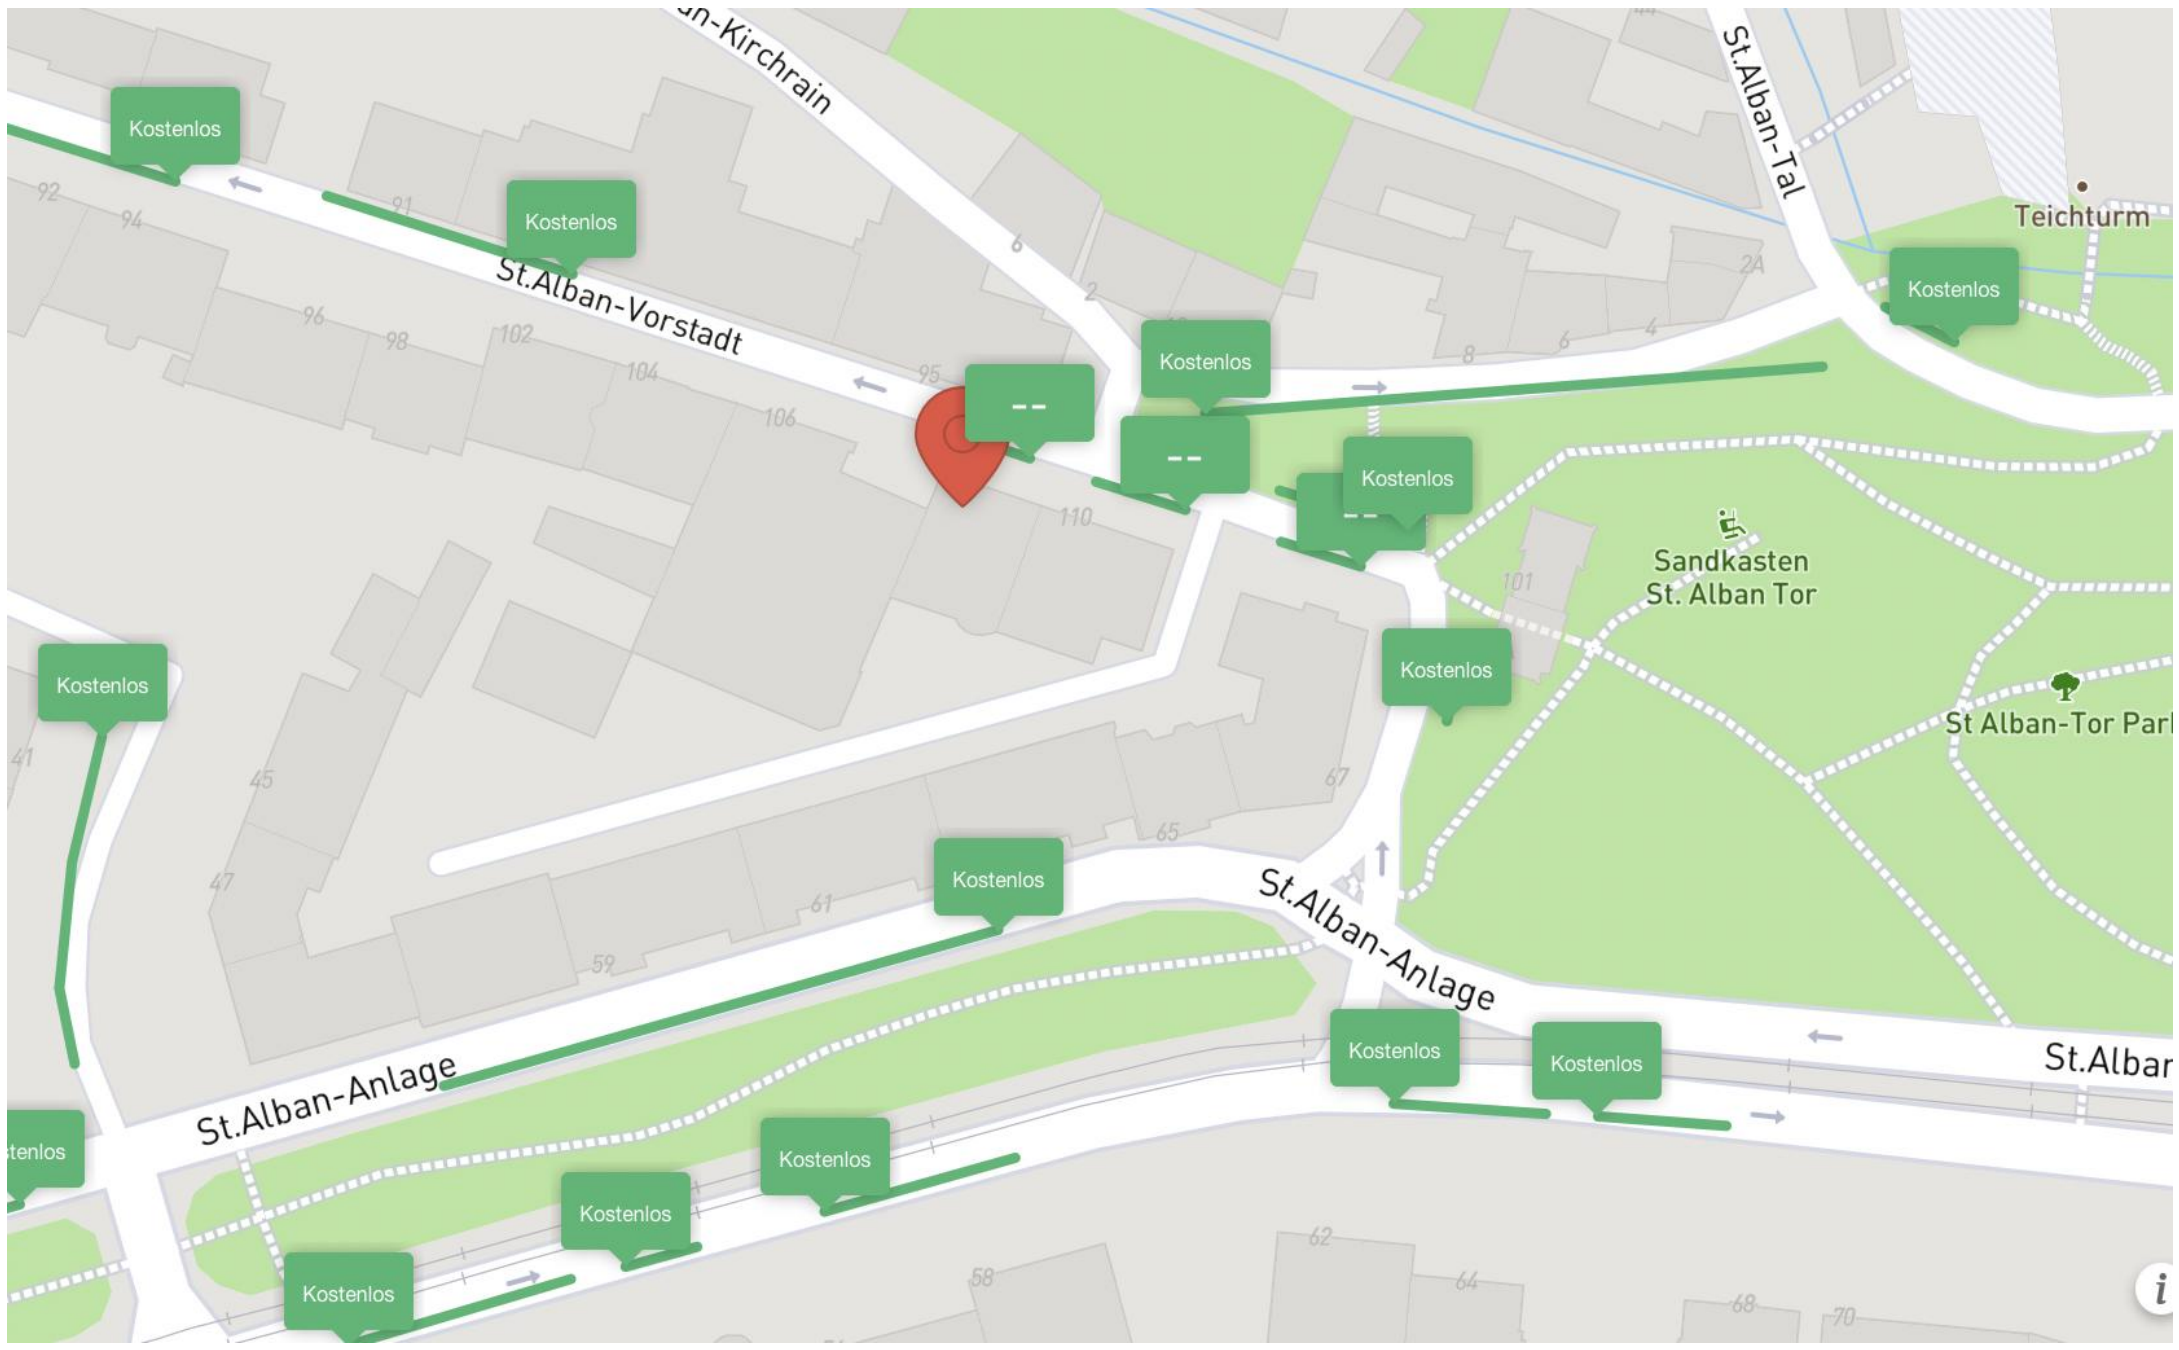 St.Alban-Tal
Kostenlos
92
94
91
Kostenlos
St.Alban-Vorstadt
6
2
Teichturm
2A
Kostenlos
96
98
102
104
106
95
--
Kostenlos
8
6
4
--
Kostenlos
--
110
Sandkasten
St. Alban Tor
101
Kostenlos
Kostenlos
41
45
47
67
65
St Alban-Tor Park
Kostenlos
61
59
St.Alban-Anlage
St.Alban-Anlage
Kostenlos
Kostenlos
St.Alban
Kostenlos
Kostenlos
Kostenlos
58
62
64
68
70
i